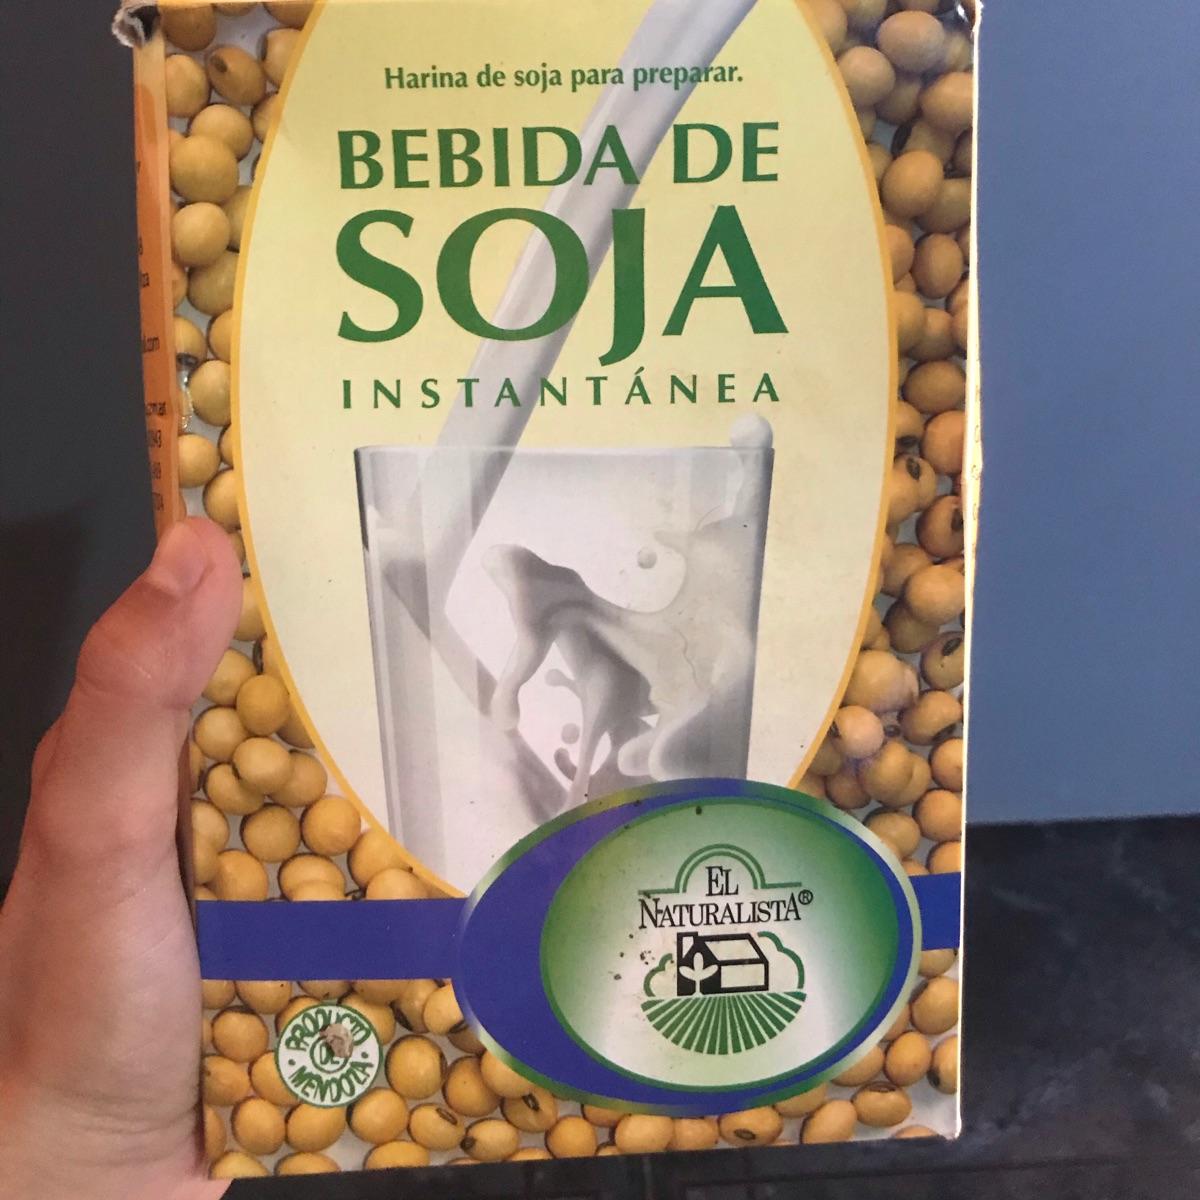 Harina de soja para preparar.
BEBIDA DE
SOJA
INSTANTÁNEA
EL
NATURALISTA®
PRODUCTO
DE
MENDOZA